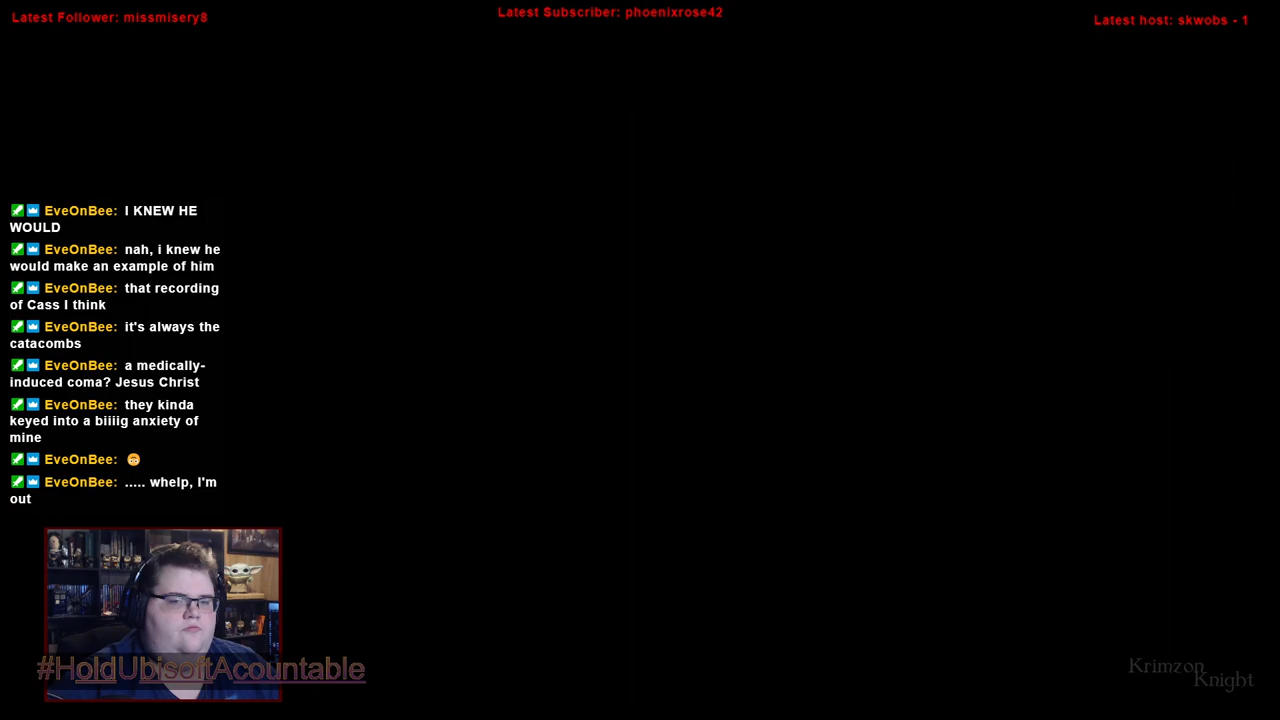 Latest Follower: missmisery8
Latest Subscriber: phoenixrose42
Latest host: skwobs - 1
EveOnBee: I KNEW HE
WOULD
EveOnBee: nah, i knew he
would make an example of him
EveOnBee: that recording
of Cass I think
EveOnBee: it's always the
catacombs
EveOnBee: a medically-
induced coma? Jesus Christ
EveOnBee: they kinda
keyed into a biiiig anxiety of
mine
EveOnBee:
EveOnBee: ..... whelp, I'm
out
#HoldUbisoftAcountable
Krimzon
Knight